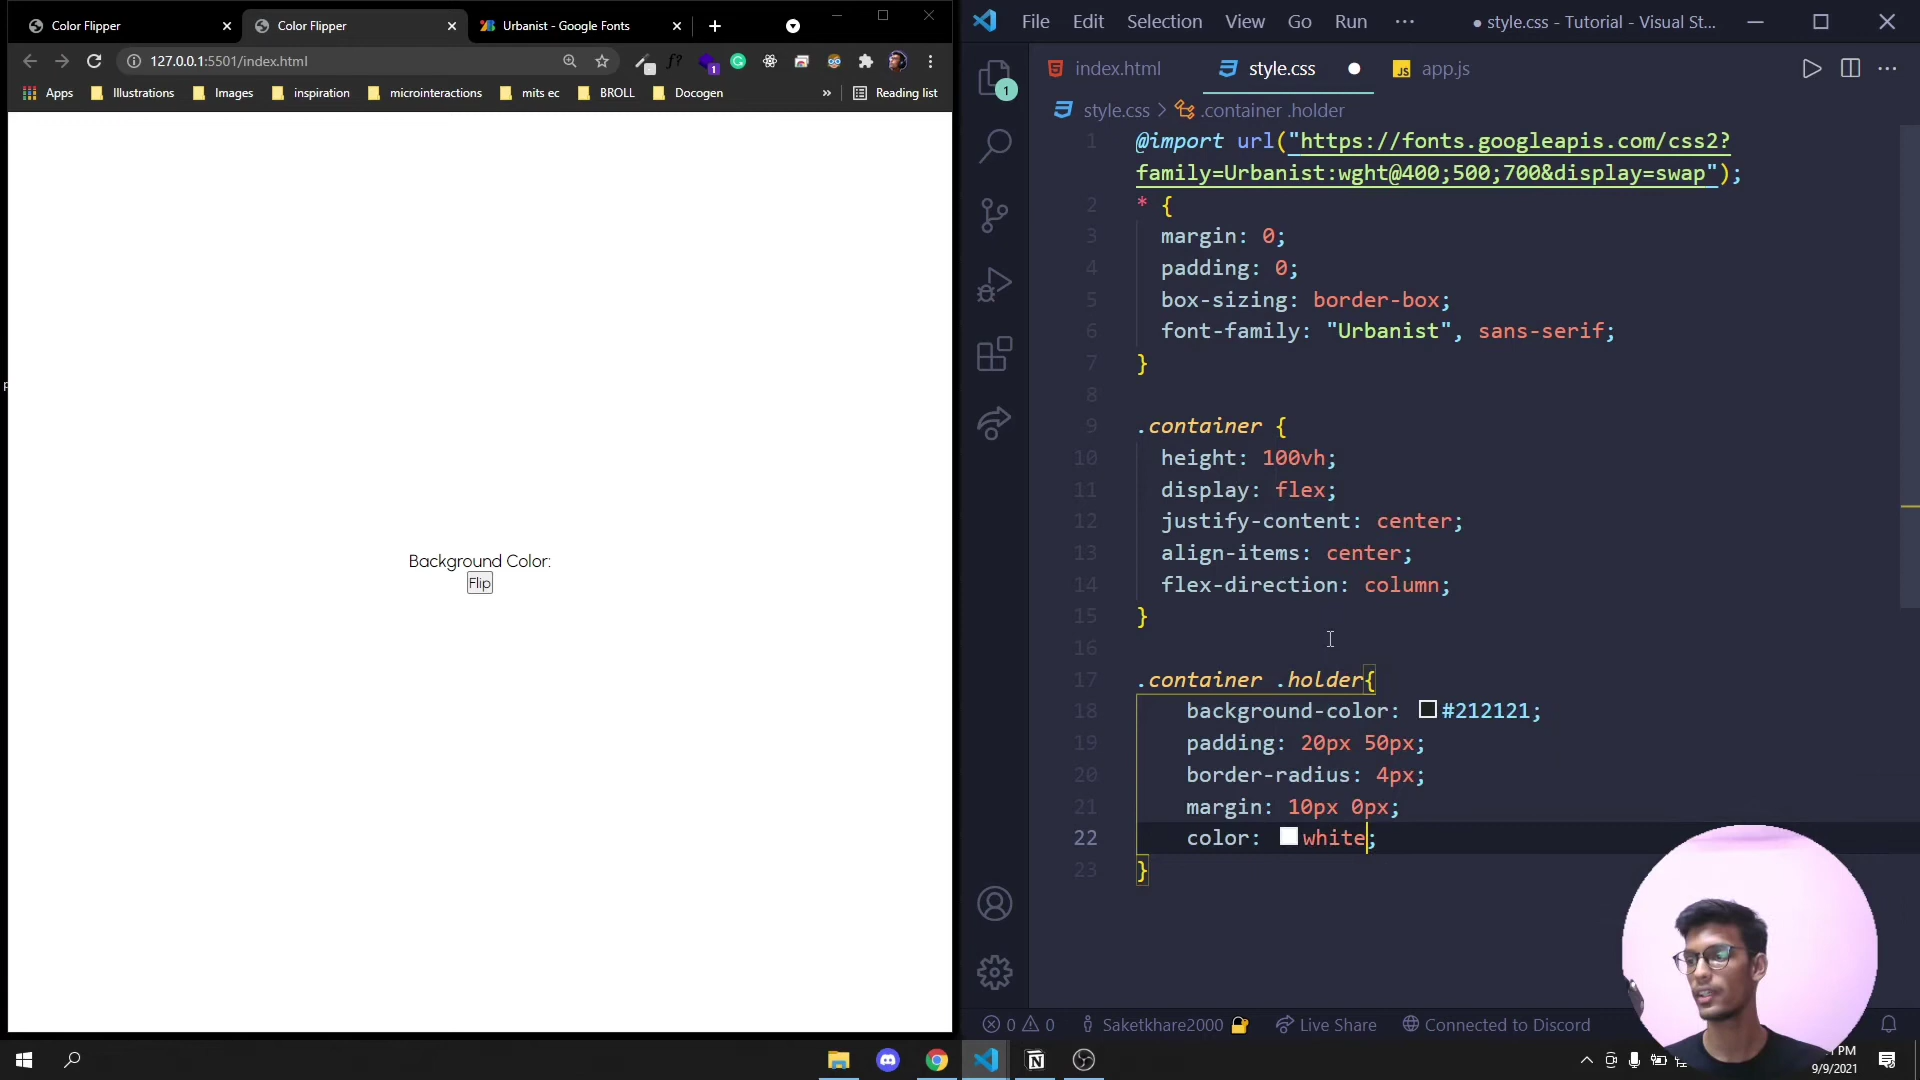 Color Flipper
Color Flipper
Urbanist - Google Fonts
127.0.0.1:5501/index.html
f?
1
Apps
Illustrations
Images
inspiration
microinteractions
mits ec
BROLL
Docogen
»
Reading list
Background Color:
Flip
File Edit Selection View Go Run ···
● style.css - Tutorial - Visual St...
1
index.html
style.css
JS app.js
style.css > .container .holder
1 @import url("https://fonts.googleapis.com/css2?
family=Urbanist:wght@400;500;700&display=swap");
2 * {
3 margin: 0;
4 padding: 0;
5 box-sizing: border-box;
6 font-family: "Urbanist", sans-serif;
7 }
8
9 .container {
10 height: 100vh;
11 display: flex;
12 justify-content: center;
13 align-items: center;
14 flex-direction: column;
15 }
16
17 .container .holder{
18 background-color: #212121;
19 padding: 20px 50px;
20 border-radius: 4px;
21 margin: 10px 0px;
22 color: white;
23 }
0 0 Saketkhare2000 Live Share Connected to Discord
PM
9/9/2021